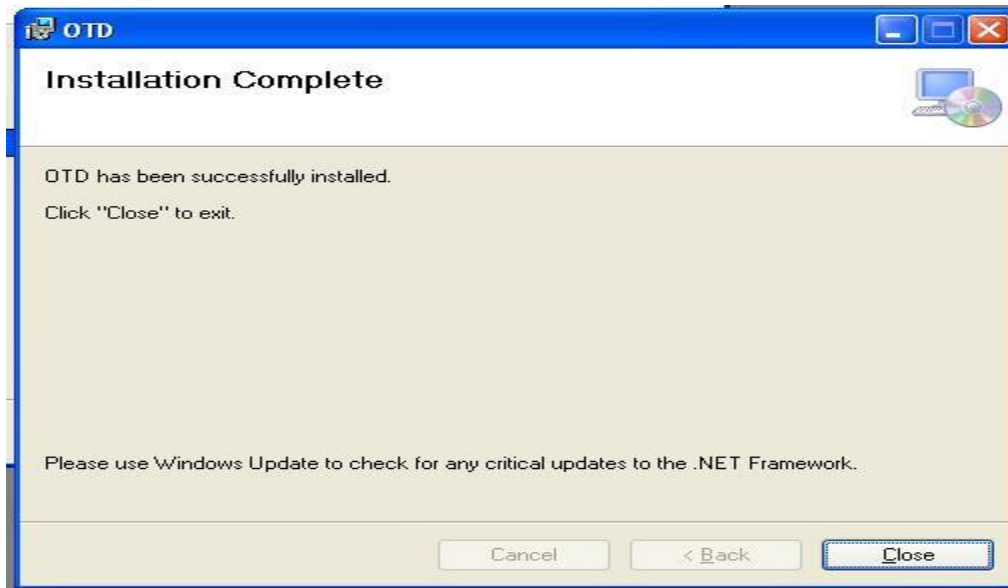 OTD
Installation Complete
OTD has been successfully installed.
Click "Close" to exit.
Please use Windows Update to check for any critical updates to the .NET Framework.
Cancel
< Back
Close